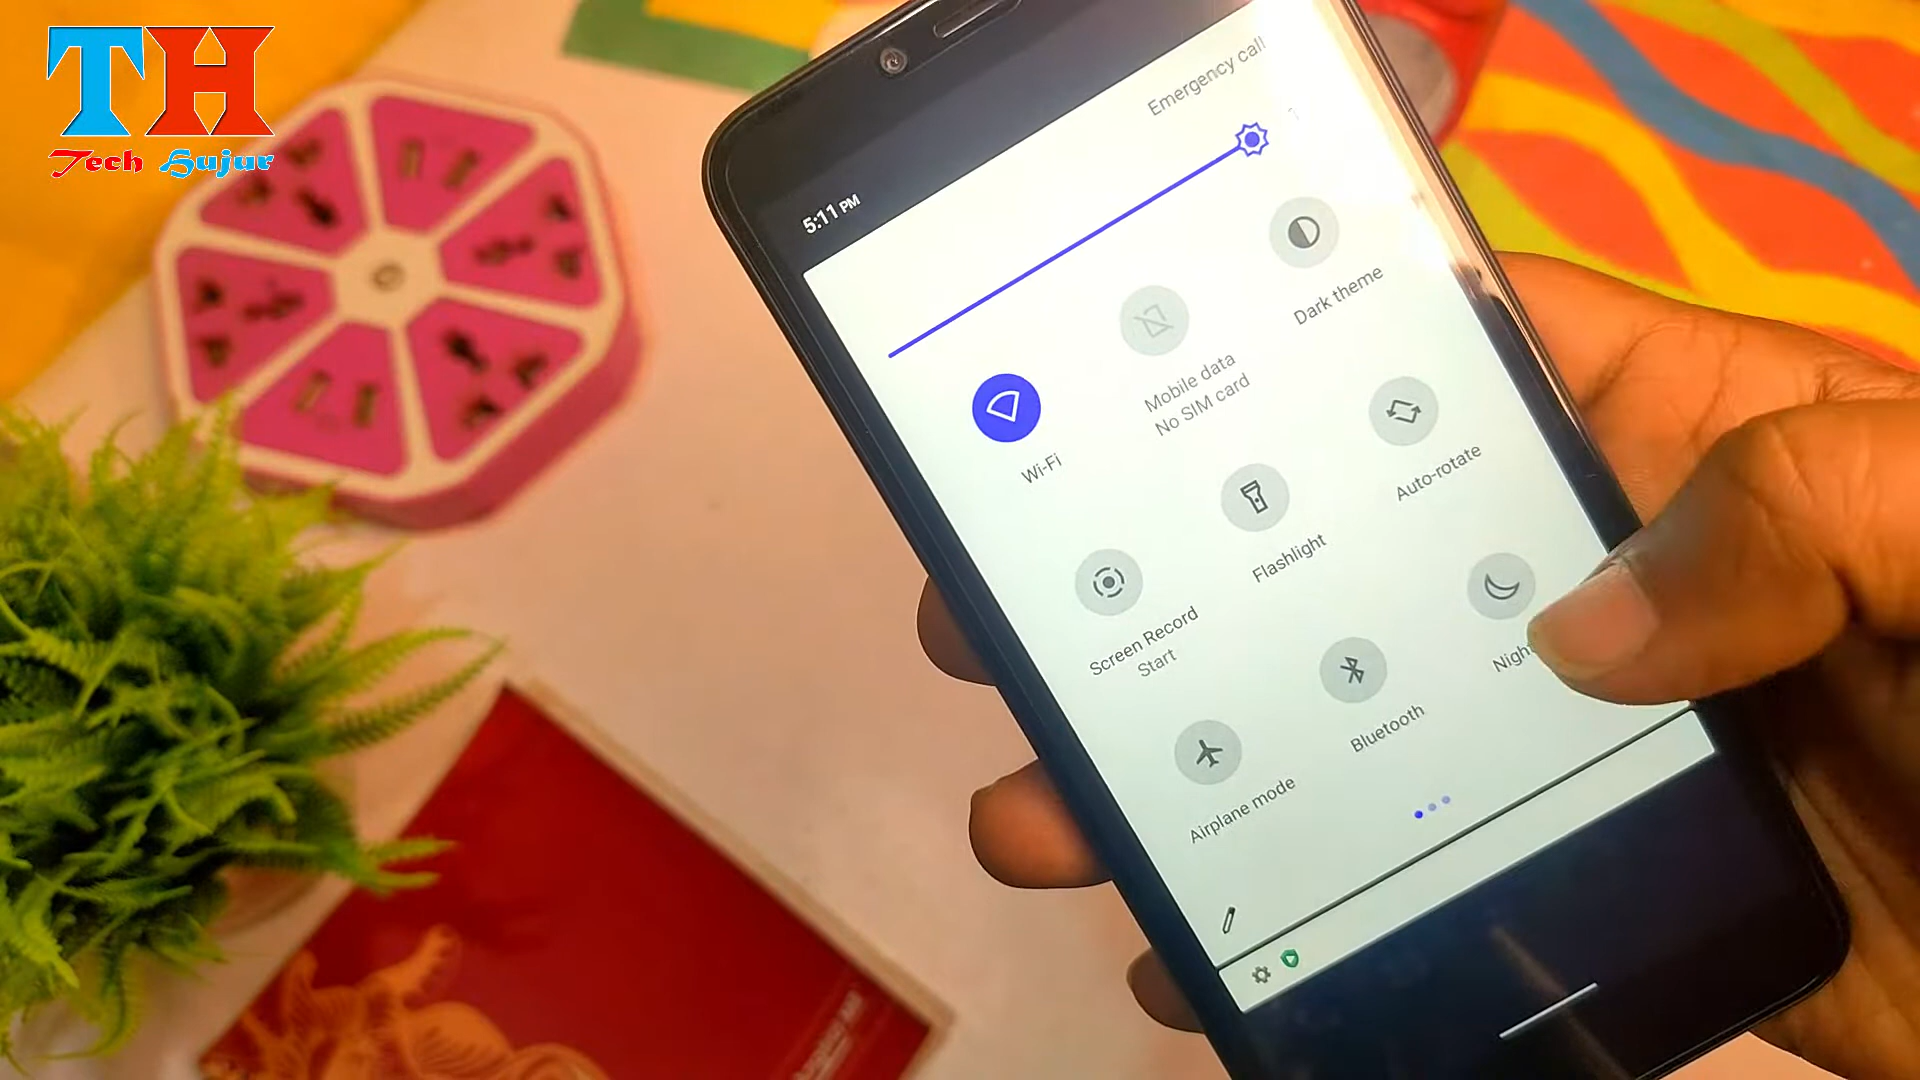 TH
Tech Hujur
Emergency call
5:11 PM
Wi-Fi
Mobile data
No SIM card
Dark theme
Screen Record
Start
Flashlight
Auto-rotate
Airplane mode
Bluetooth